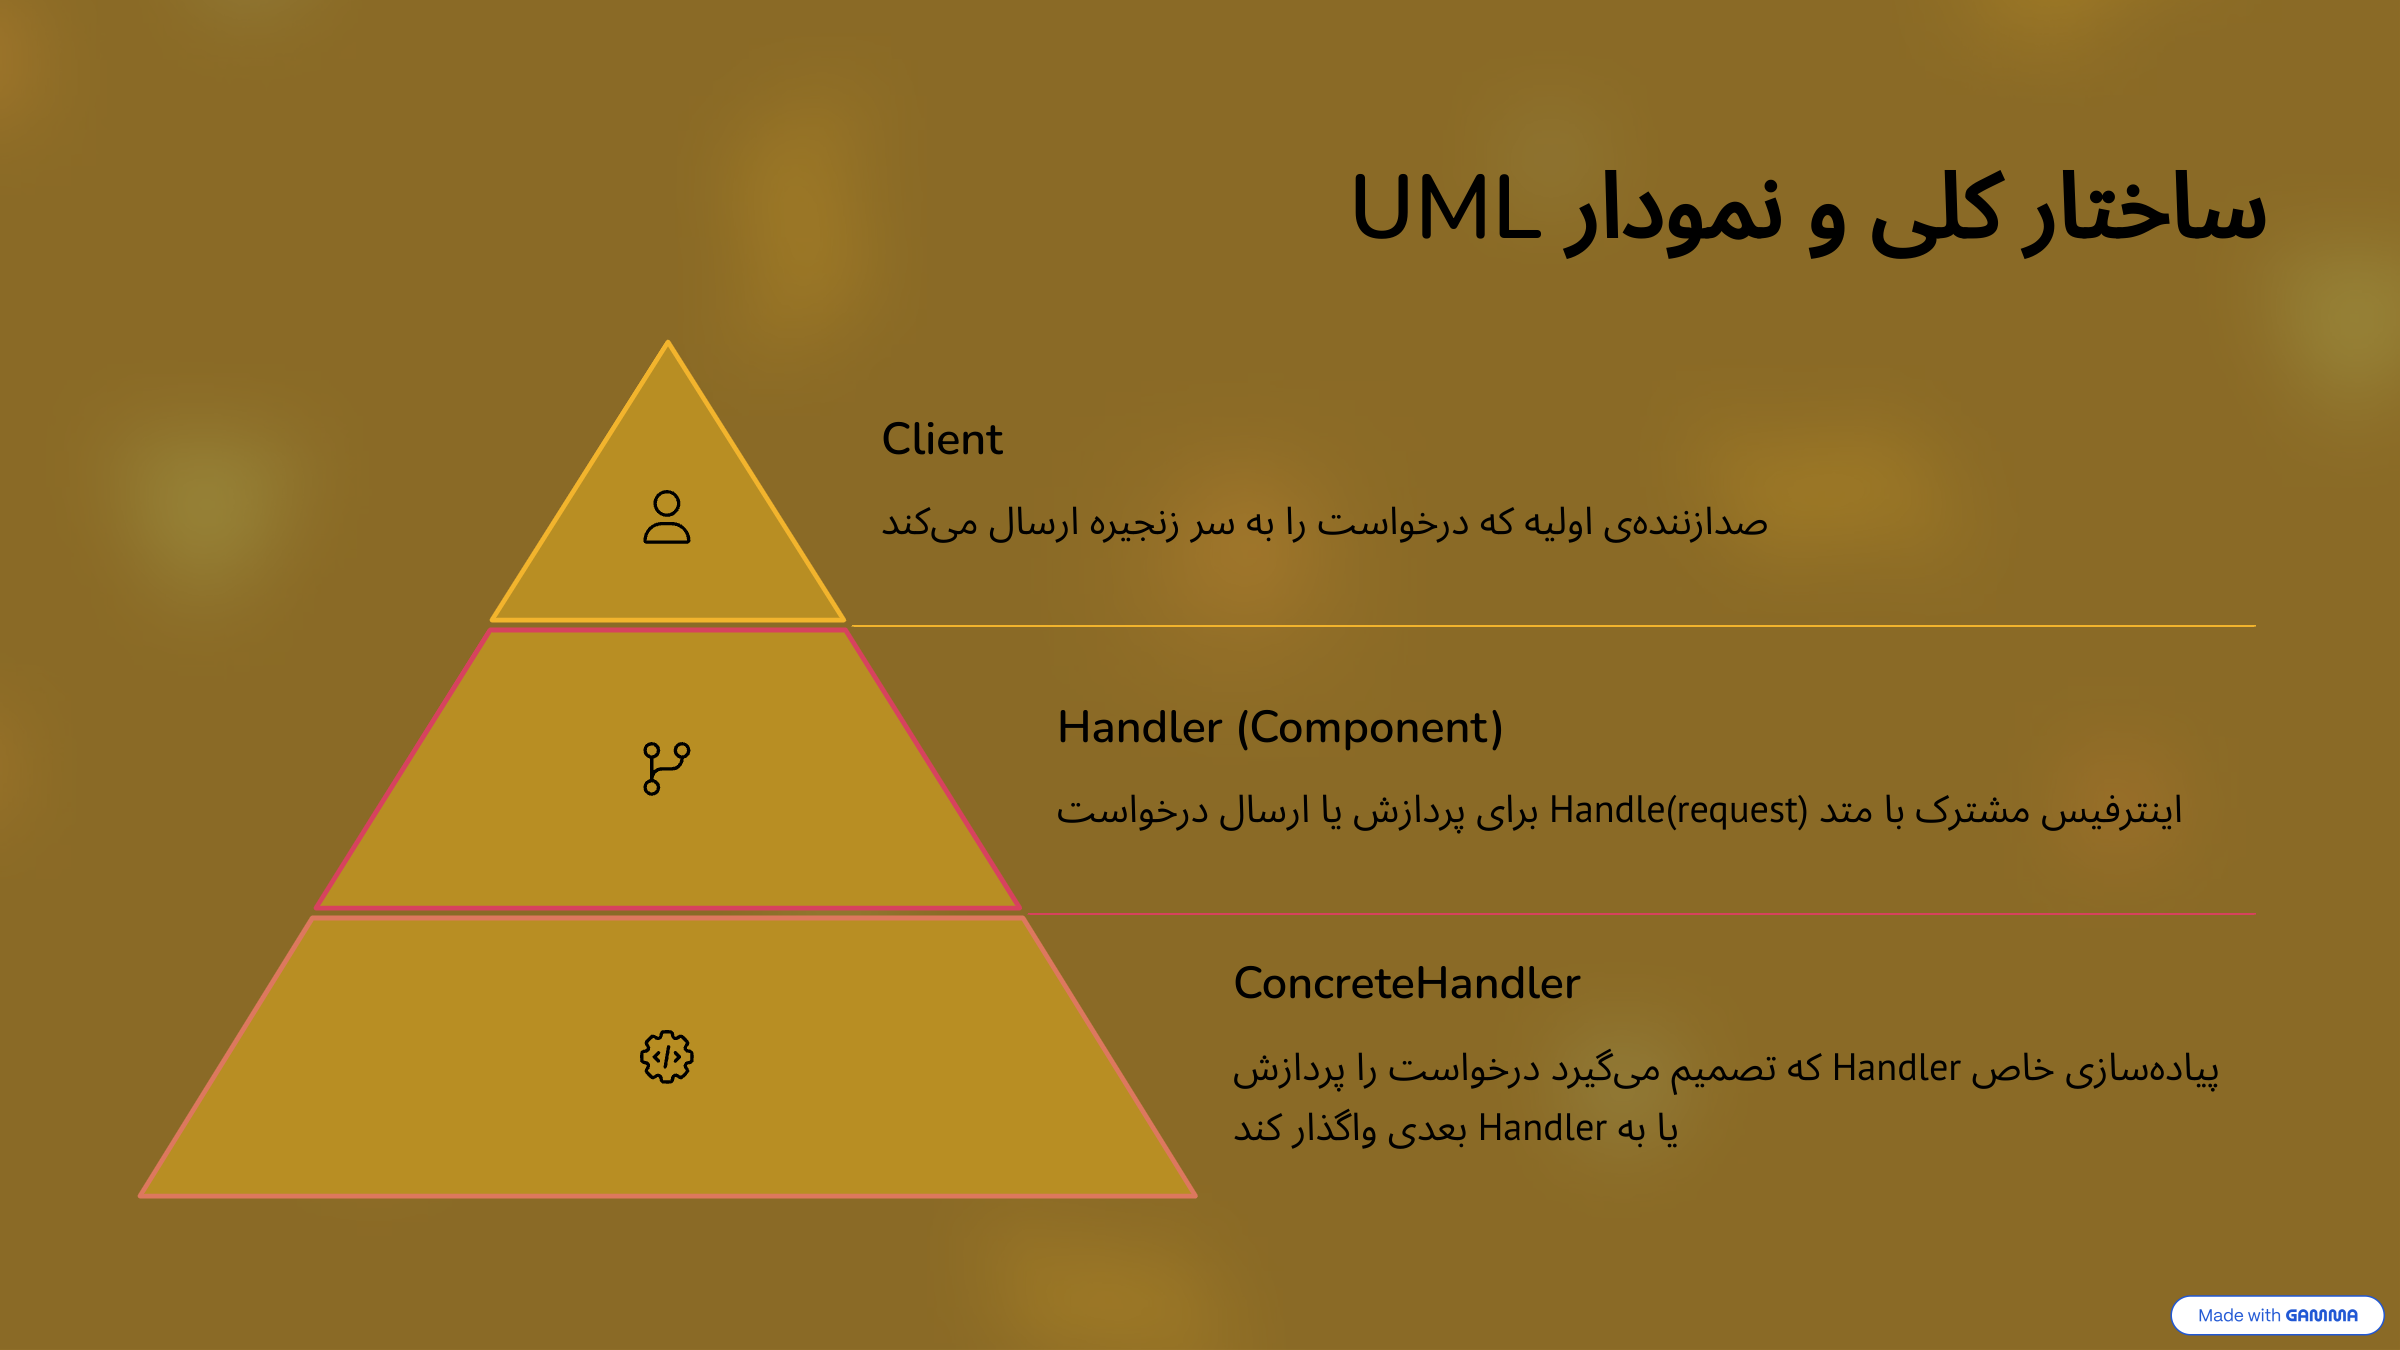 ساختار کلی و نمودار UML
Client
صدازننده‌ی اولیه که درخواست را به سر زنجیره ارسال می‌کند
Handler (Component)
اینترفیس مشترک با متد Handle(request) برای پردازش یا ارسال درخواست
ConcreteHandler
پیاده‌سازی خاص Handler که تصمیم می‌گیرد درخواست را پردازش
یا به Handler بعدی واگذار کند
Made with GAMMA